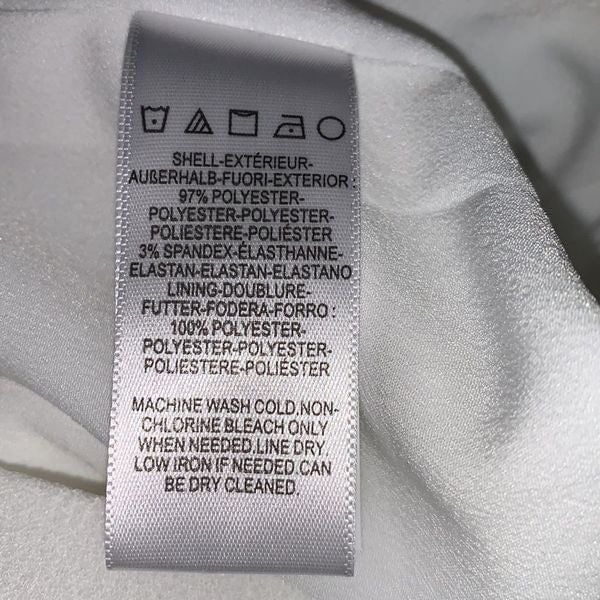 SHELL-EXTÉRIEUR-
AUßERHALB-FUORI-EXTERIOR :
97% POLYESTER-
POLYESTER-POLYESTER-
POLIESTERE-POLIÉSTER
3% SPANDEX-ÉLASTHANNE-
ELASTAN-ELASTAN-ELASTANO
LINING-DOUBLURE-
FUTTER-FODERA-FORRO :
100% POLYESTER-
POLYESTER-POLYESTER-
POLIESTERE-POLIÉSTER
MACHINE WASH COLD.NON-
CHLORINE BLEACH ONLY
WHEN NEEDED.LINE DRY.
LOW IRON IF NEEDED.CAN
BE DRY CLEANED.